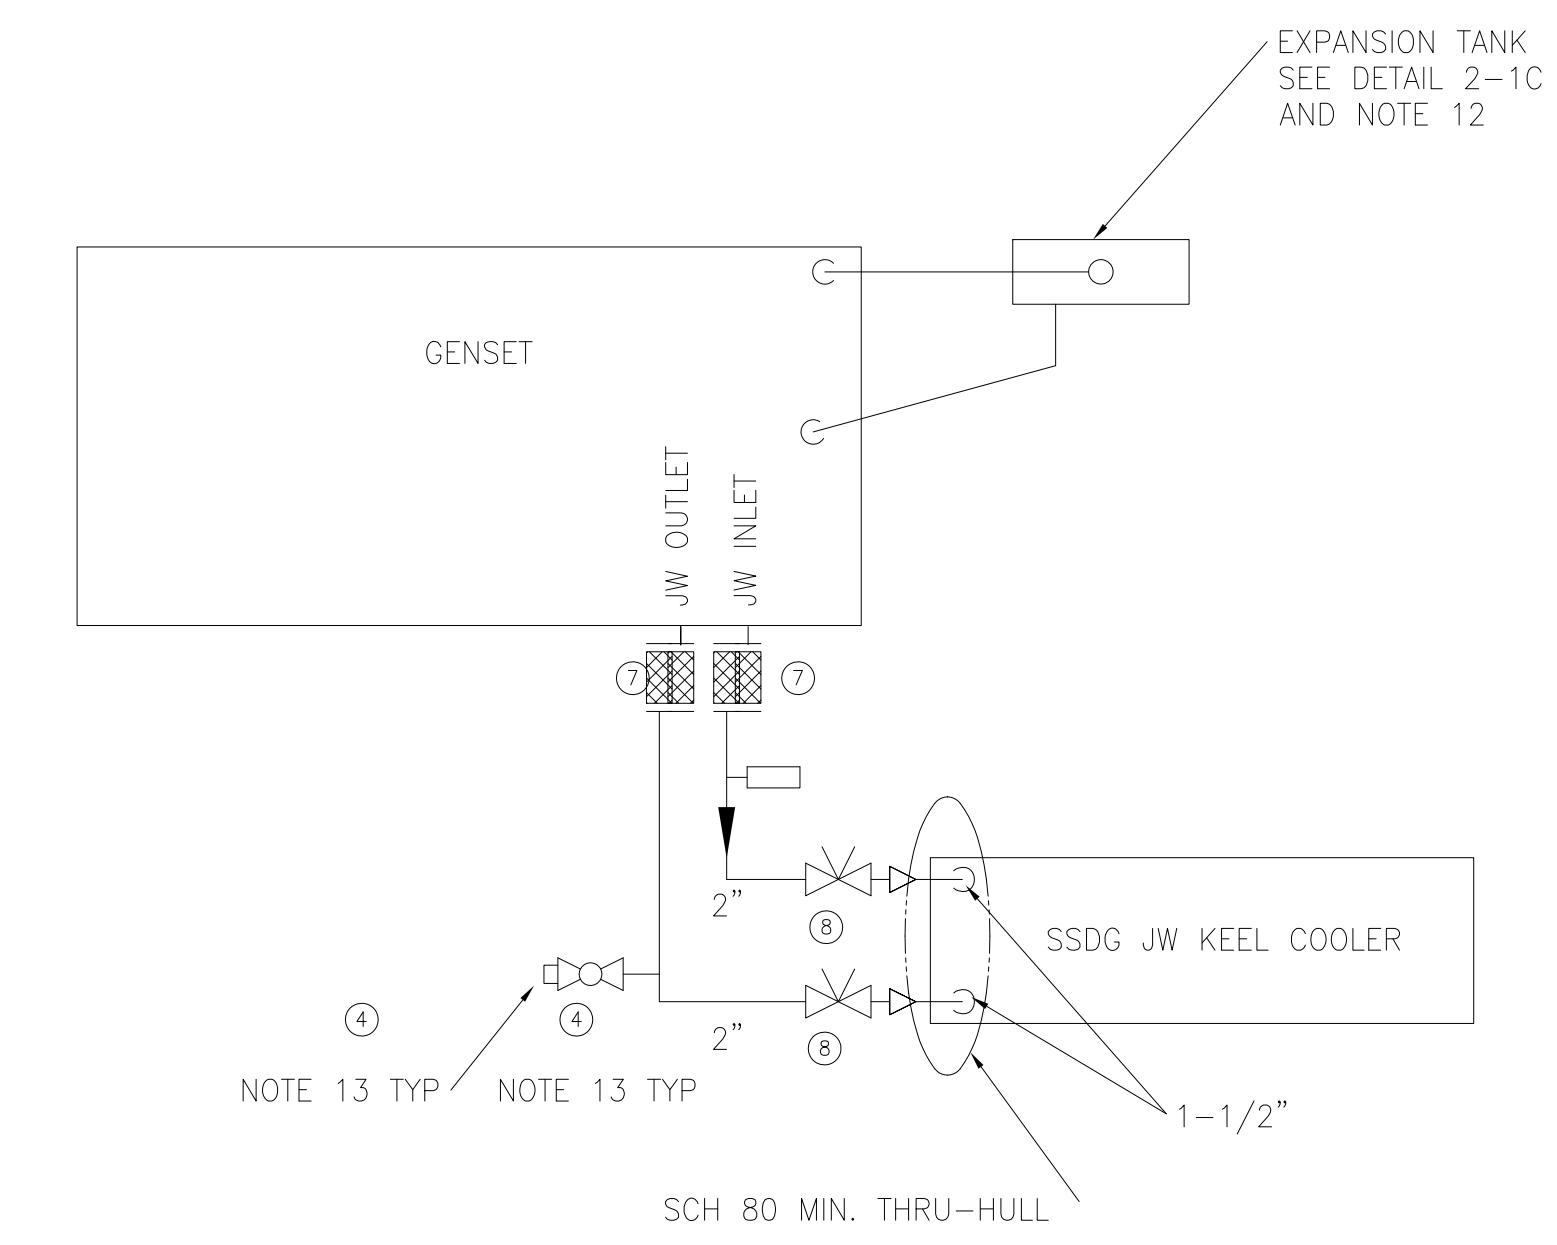 EXPANSION TANK
SEE DETAIL 2-1C
AND NOTE 12
GENSET
JW OUTLET
JW INLET
7
7
2”
8
SSDG JW KEEL COOLER
4
4
2”
8
NOTE 13 TYP
NOTE 13 TYP
1-1/2”
SCH 80 MIN. THRU-HULL